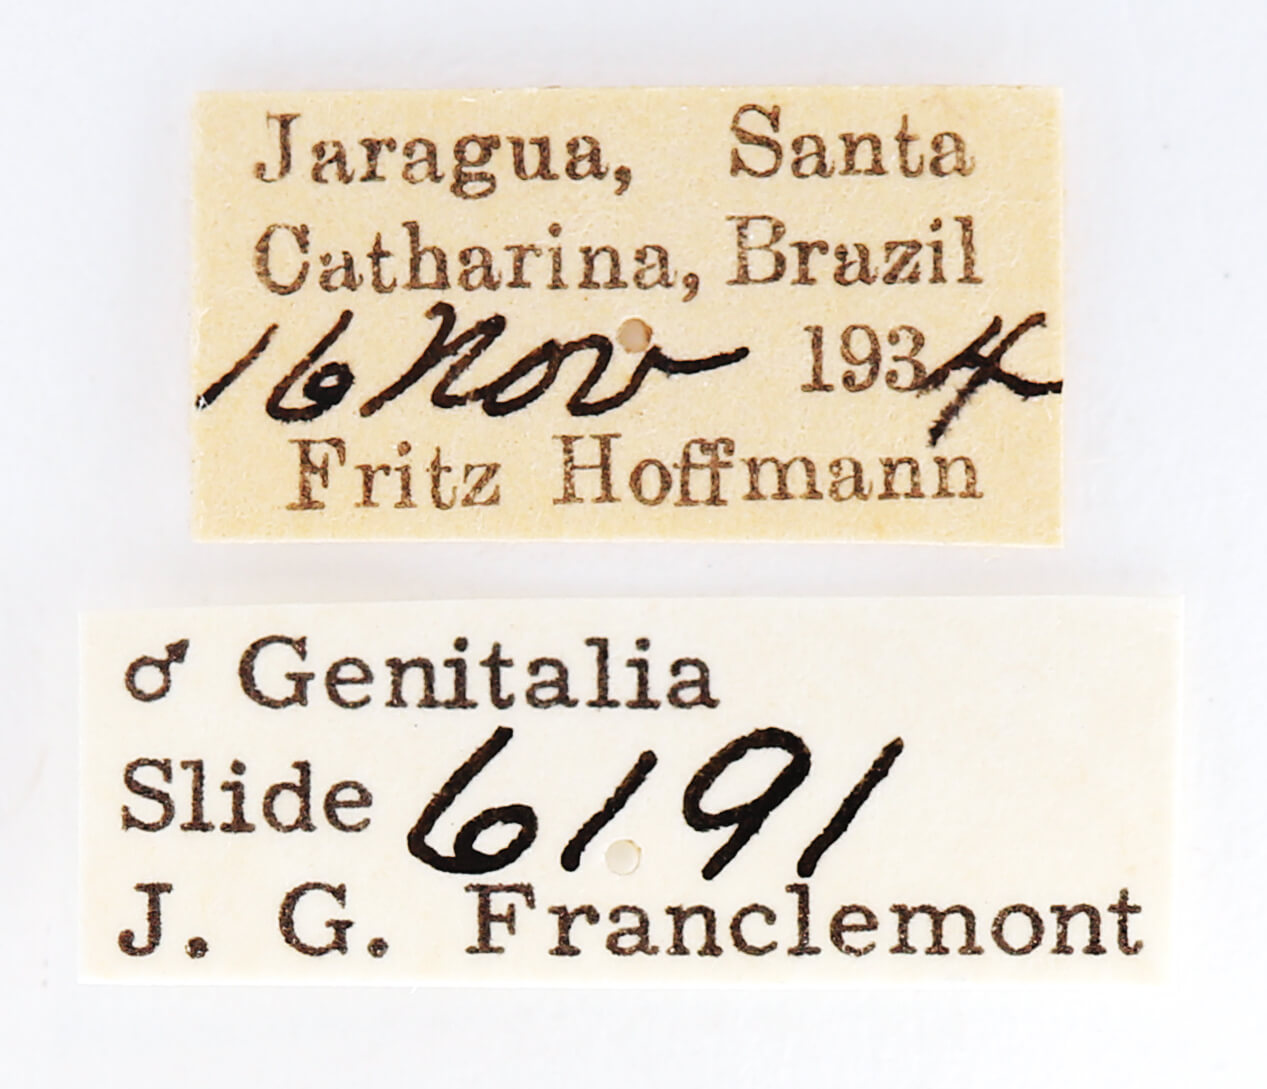 Jaragua, Santa
Catharina, Brazil
16 Nov 1934
Fritz Hoffmann
♂ Genitalia
Slide 6191
J. G. Franclemont